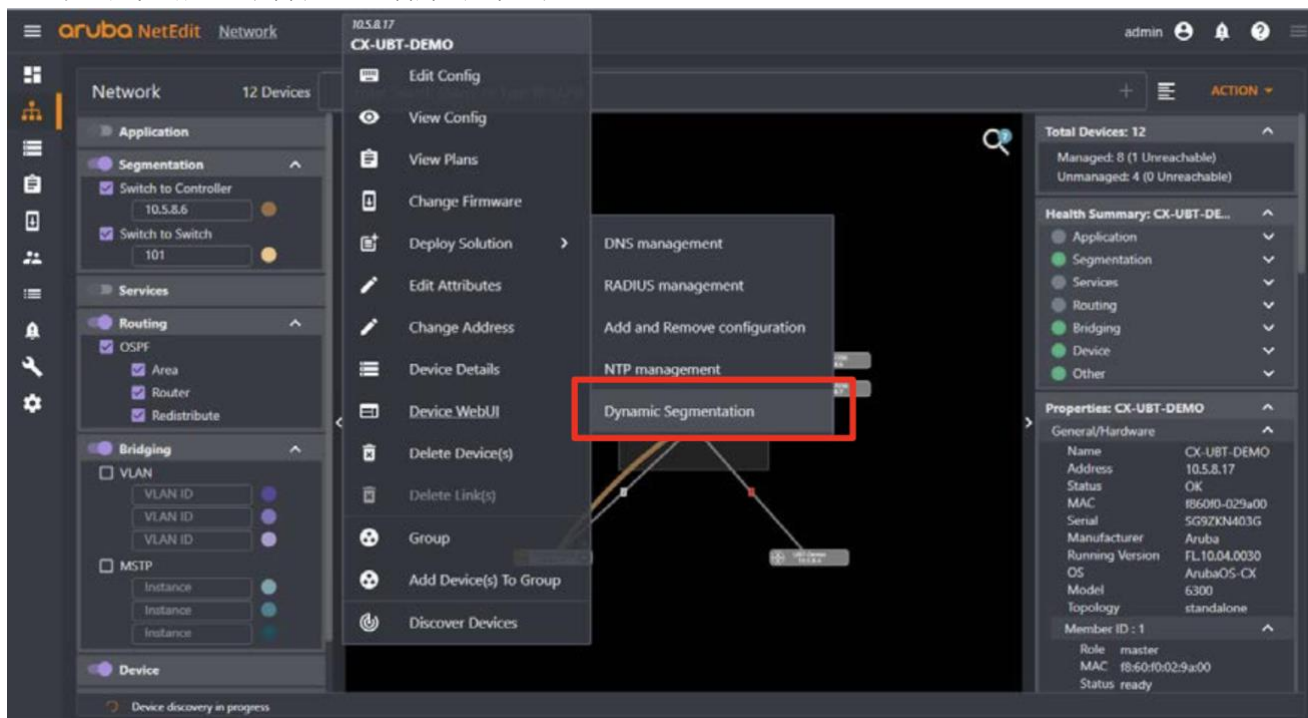 aruba NetEdit Network
admin
10.5.8.17
CX-UBT-DEMO
Edit Config
View Config
View Plans
Change Firmware
Deploy Solution
Edit Attributes
Change Address
Device Details
Device WebUI
Delete Device(s)
Delete Link(s)
Group
Add Device(s) To Group
Discover Devices
DNS management
RADIUS management
Add and Remove configuration
NTP management
Dynamic Segmentation
Network 12 Devices
ACTION
Application
Segmentation
Switch to Controller
10.5.8.6
Switch to Switch
101
Services
Routing
OSPF
Area
Router
Redistribute
Bridging
VLAN
VLAN ID
VLAN ID
VLAN ID
MSTP
Instance
Instance
Instance
Device
Device discovery in progress
Total Devices: 12
Managed: 8 (1 Unreachable)
Unmanaged: 4 (0 Unreachable)
Health Summary: CX-UBT-DE...
Application
Segmentation
Services
Routing
Bridging
Device
Other
Properties: CX-UBT-DEMO
General/Hardware
Name CX-UBT-DEMO
Address 10.5.8.17
Status OK
MAC f860f0-029a00
Serial SG9ZKN403G
Manufacturer Aruba
Running Version FL.10.04.0030
OS ArubaOS-CX
Model 6300
Topology standalone
Member ID : 1
Role master
MAC f8:60:f0:02:9a:00
Status ready